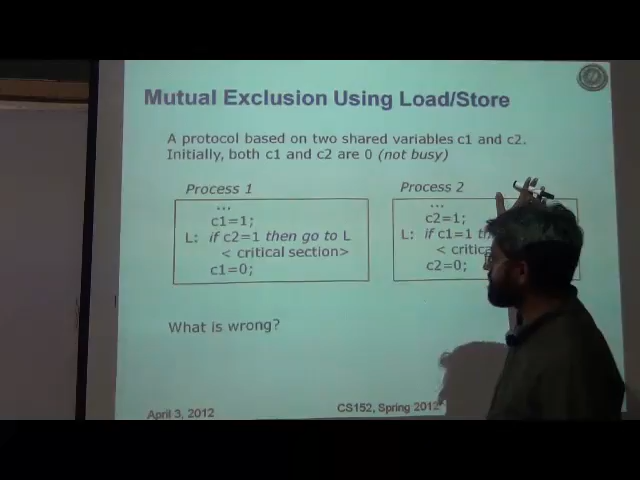 Mutual Exclusion Using Load/Store
A protocol based on two shared variables c1 and c2.
Initially, both c1 and c2 are 0 (not busy)
Process 1
...
c1=1;
L: if c2=1 then go to L
< critical section>
c1=0;
Process 2
...
c2=1;
L: if c1=1
c2=0;
What is wrong?
April 3, 2012
CS152, Spring 2012